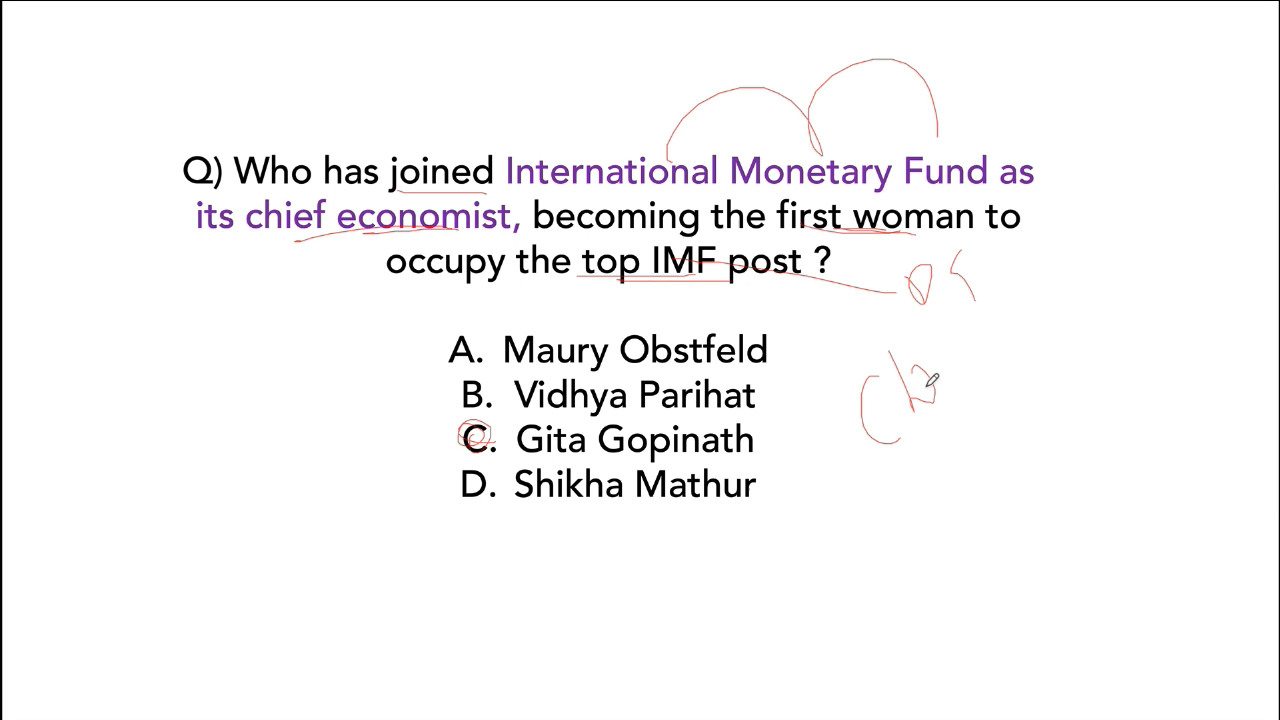 Q) Who has joined International Monetary Fund as
its chief economist, becoming the first woman to
occupy the top IMF post ?
A. Maury Obstfeld
B. Vidhya Parihat
C. Gita Gopinath
D. Shikha Mathur